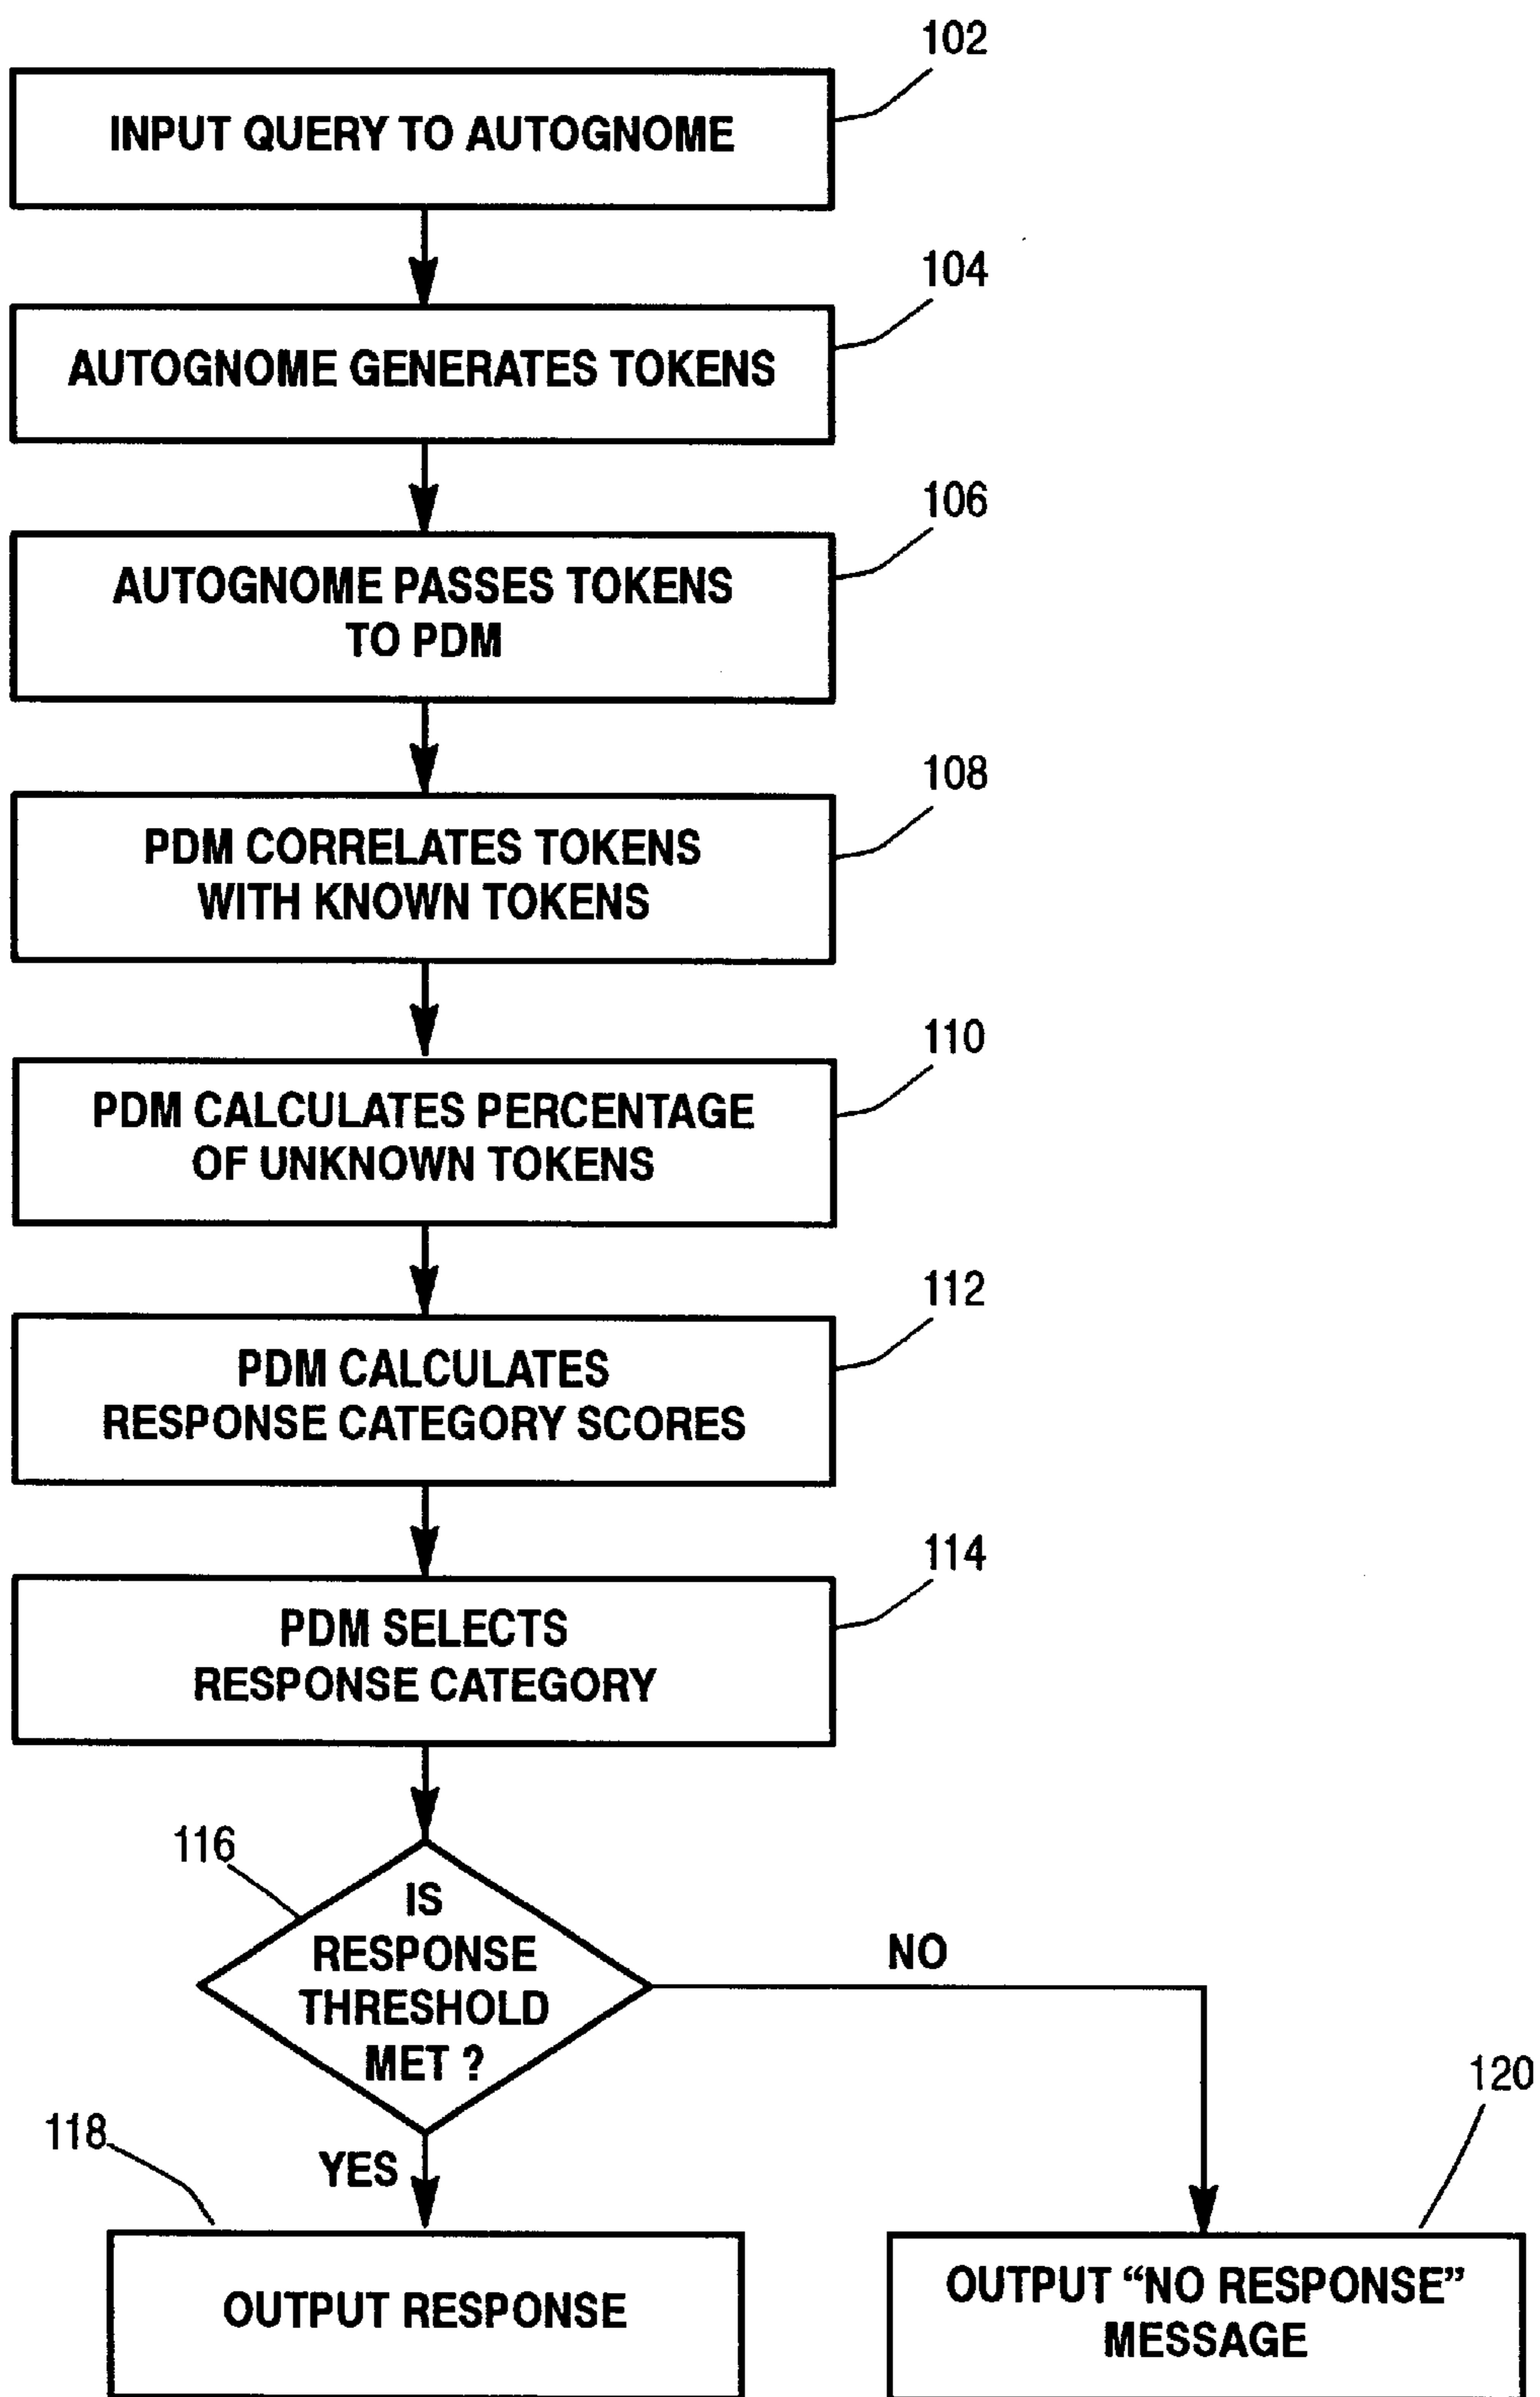 102
INPUT QUERY TO AUTOGNOME
104
AUTOGNOME GENERATES TOKENS
106
AUTOGNOME PASSES TOKENS
TO PDM
108
PDM CORRELATES TOKENS
WITH KNOWN TOKENS
110
PDM CALCULATES PERCENTAGE
OF UNKNOWN TOKENS
112
PDM CALCULATES
RESPONSE CATEGORY SCORES
114
PDM SELECTS
RESPONSE CATEGORY
116
IS
RESPONSE
THRESHOLD
MET ?
NO
YES
118
OUTPUT RESPONSE
120
OUTPUT “NO RESPONSE”
MESSAGE